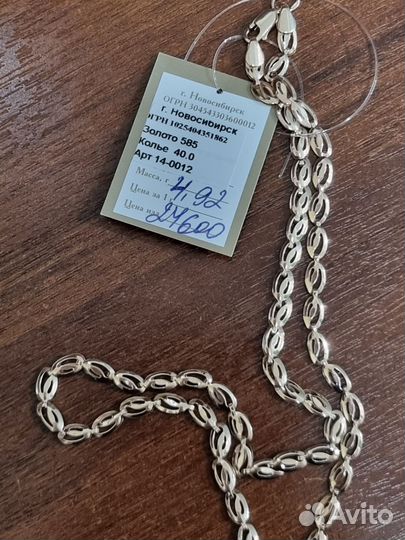 г. Новосибирск
ОГРН 304543303600012
г. Новосибирск
ОГРН 1025404351862
Золото 585
Колье 40.0
Арт 14-0012
Масса, г 4,92
Цена за 1
Цена изд 24600
Avito